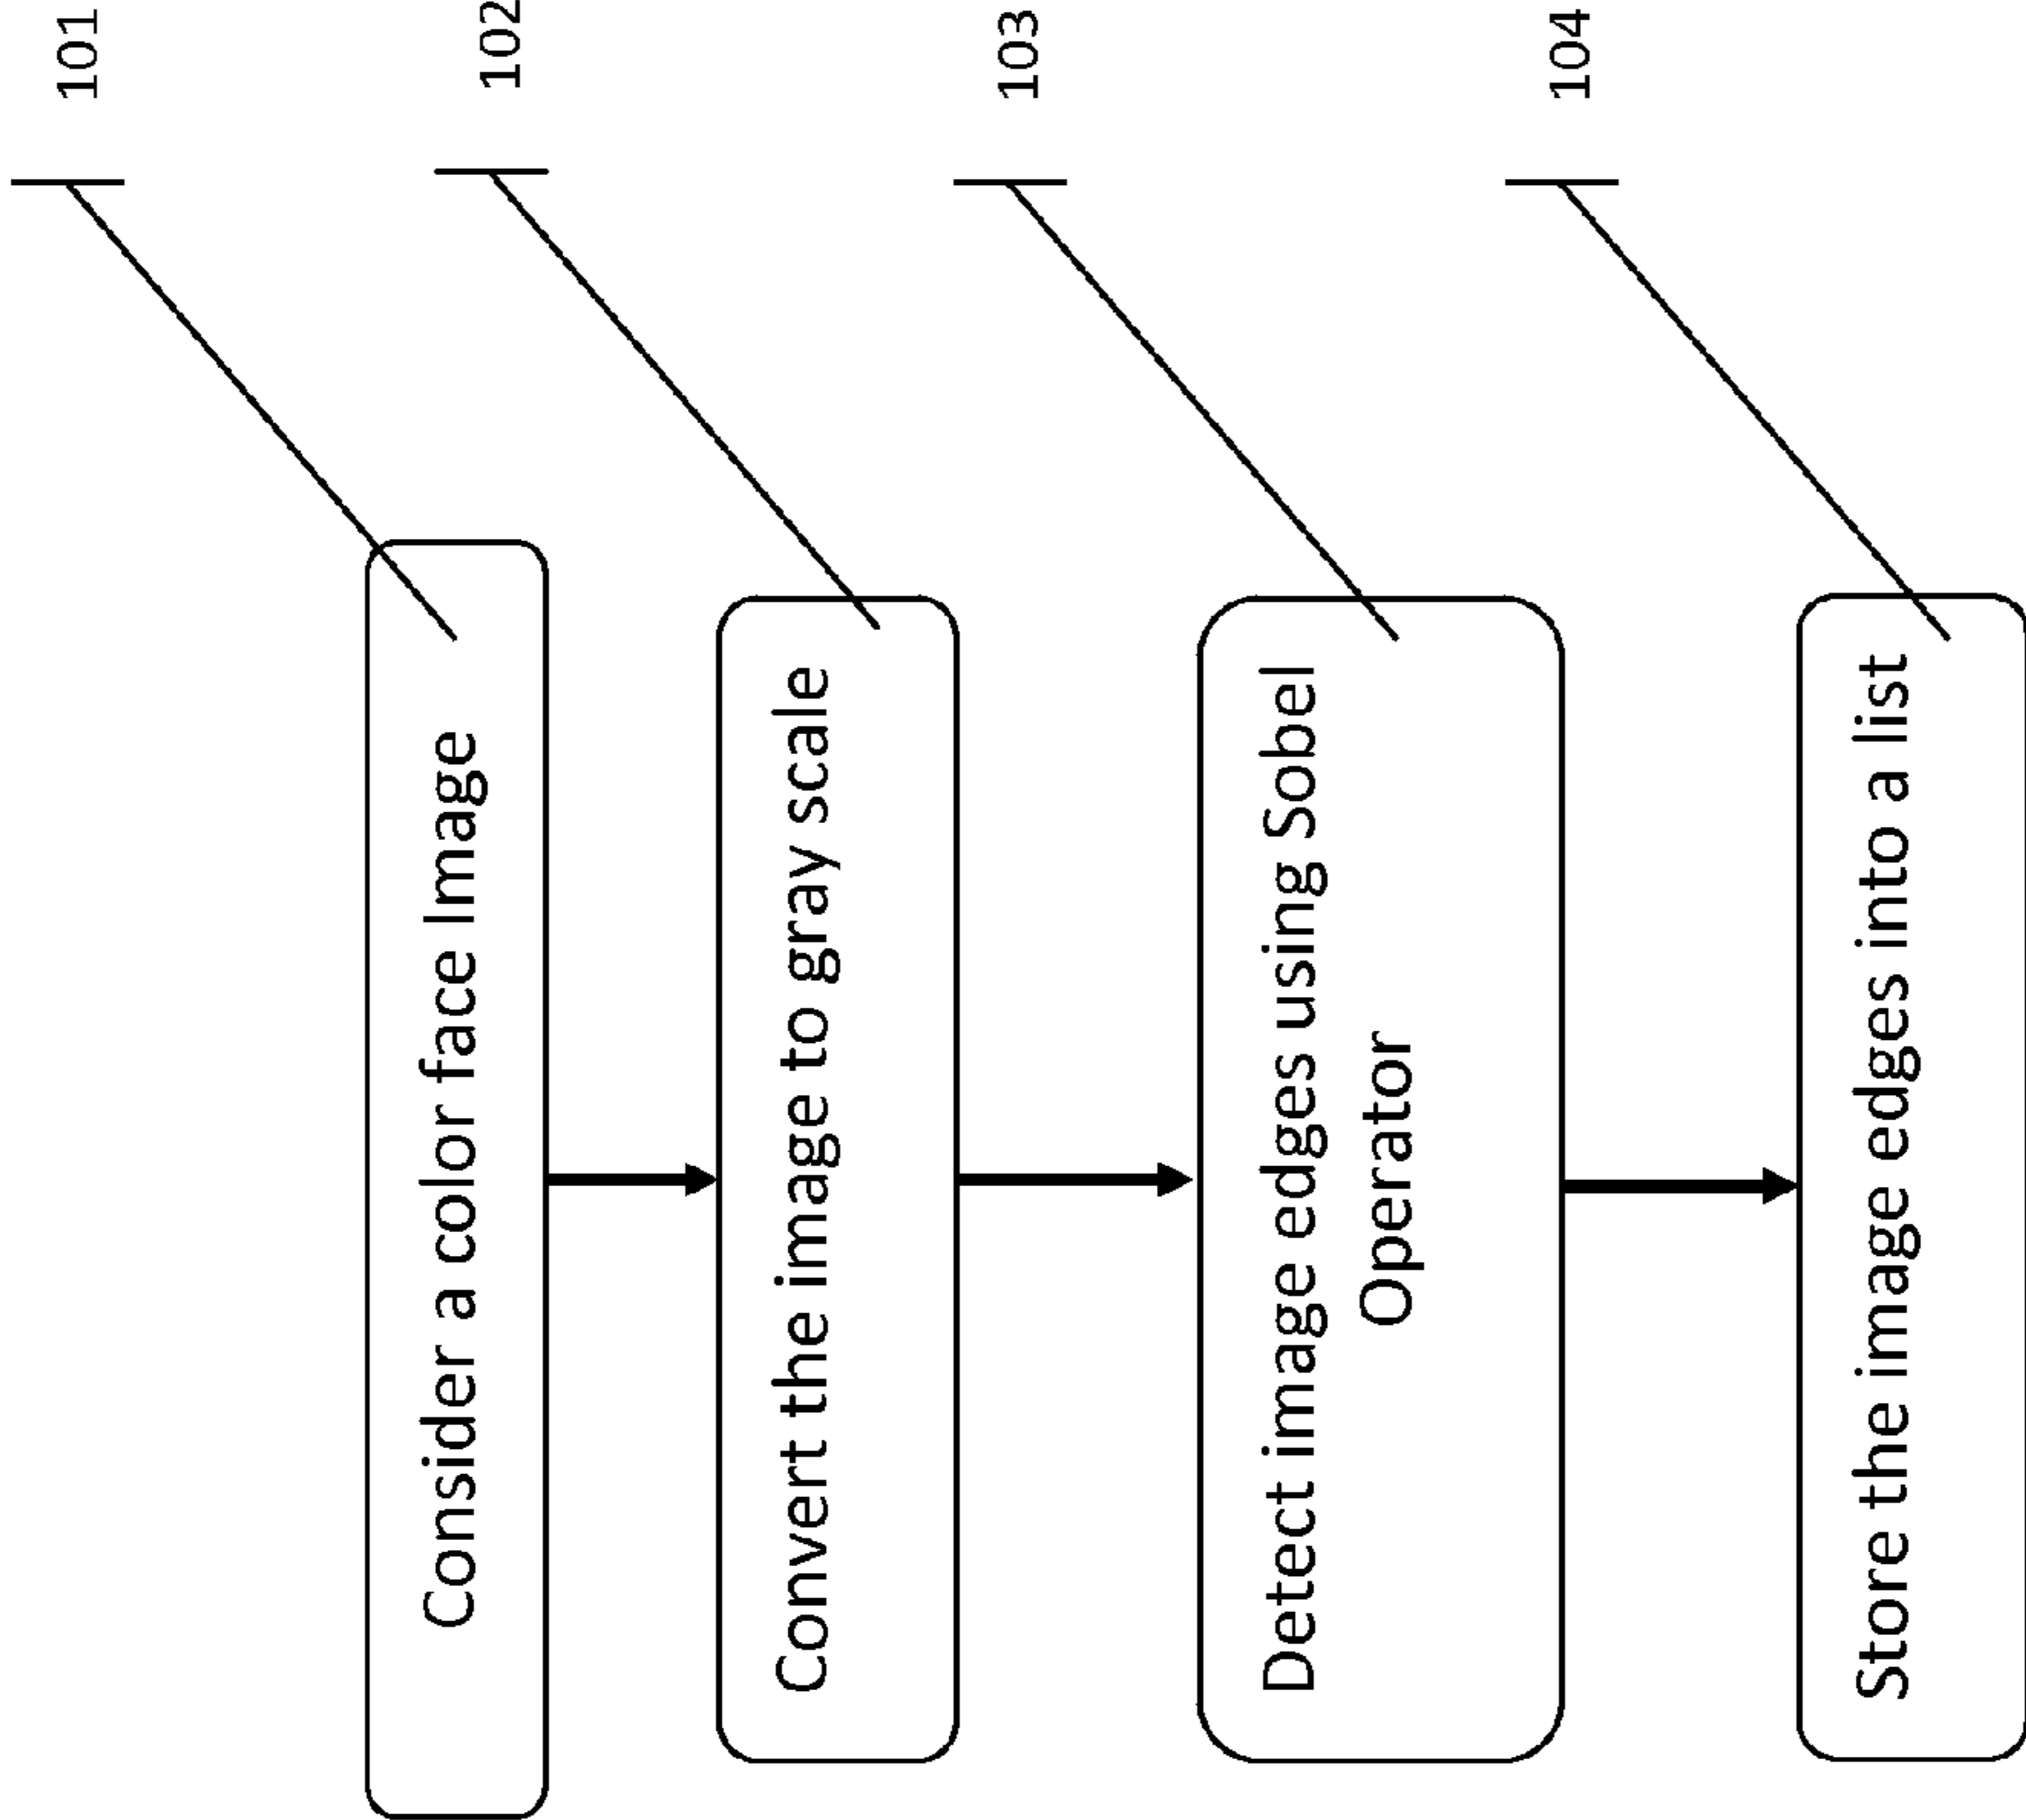 Consider a color face Image
101
Convert the image to gray scale
102
Detect image edges using Sobel
Operator
103
Store the image edges into a list
104